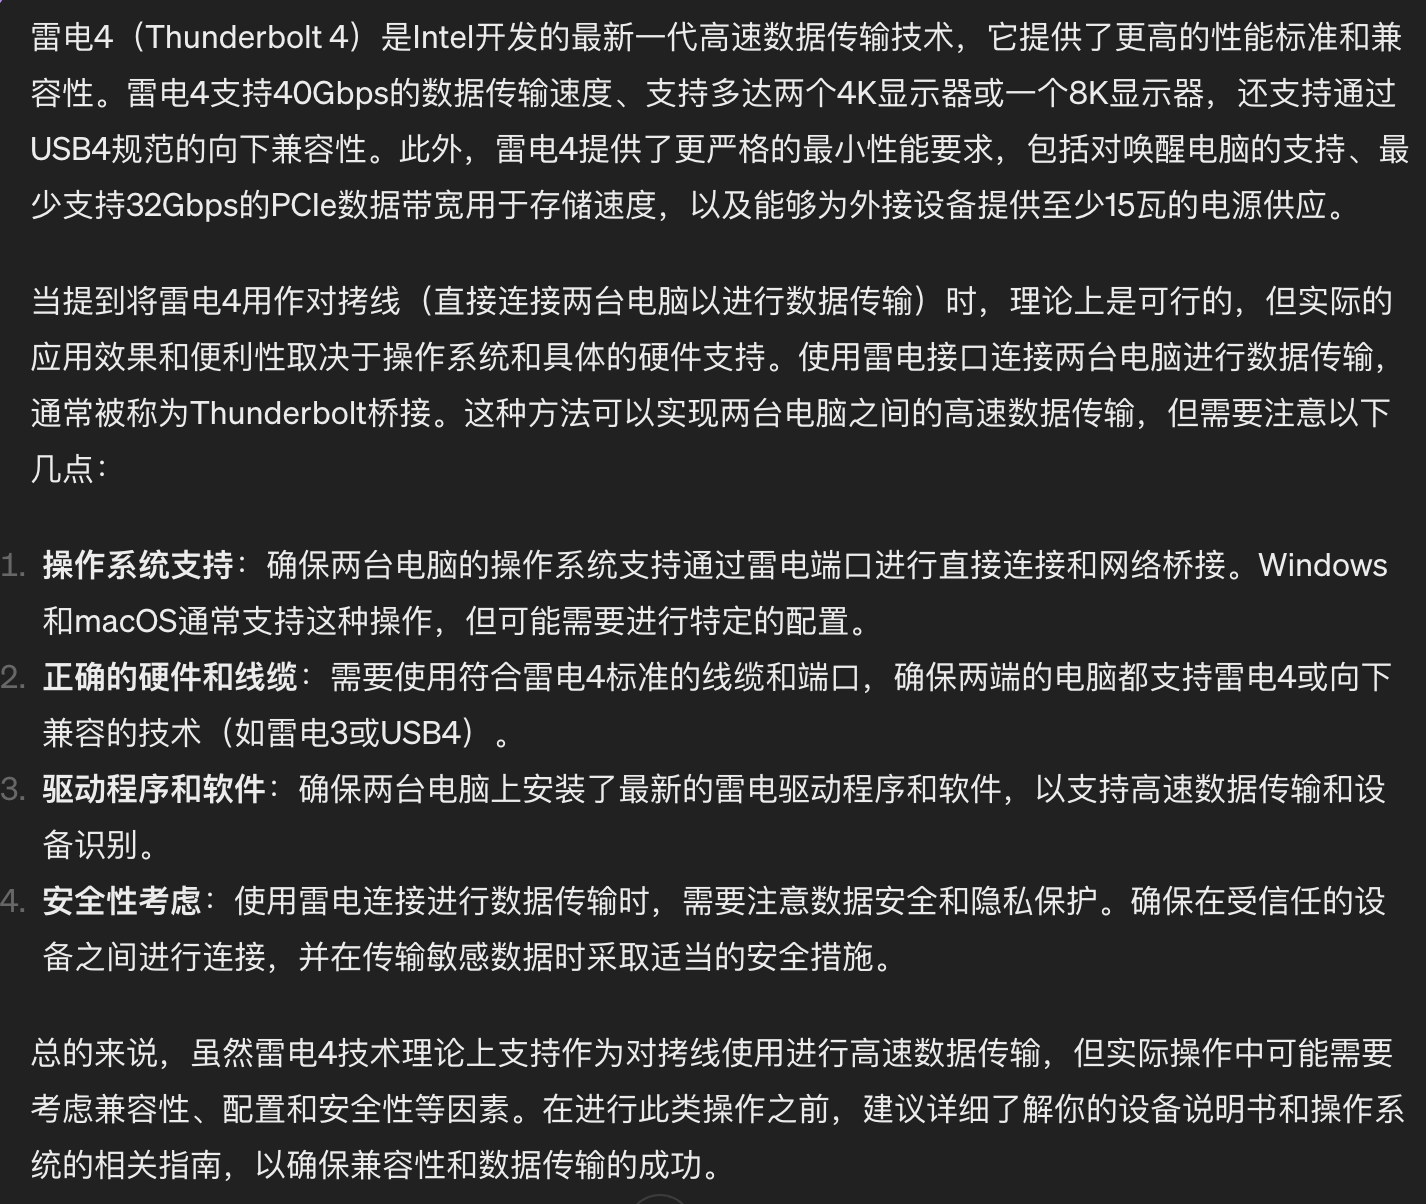 雷电4（Thunderbolt 4）是Intel开发的最新一代高速数据传输技术，它提供了更高的性能标准和兼
容性。雷电4支持40Gbps的数据传输速度、支持多达两个4K显示器或一个8K显示器，还支持通过
USB4规范的向下兼容性。此外，雷电4提供了更严格的最小性能要求，包括对唤醒电脑的支持、最
少支持32Gbps的PCIe数据带宽用于存储速度，以及能够为外接设备提供至少15瓦的电源供应。
当提到将雷电4用作对拷线（直接连接两台电脑以进行数据传输）时，理论上是可行的，但实际的
应用效果和便利性取决于操作系统和具体的硬件支持。使用雷电接口连接两台电脑进行数据传输，
通常被称为Thunderbolt桥接。这种方法可以实现两台电脑之间的高速数据传输，但需要注意以下
几点：
1. 操作系统支持：确保两台电脑的操作系统支持通过雷电端口进行直接连接和网络桥接。Windows
和macOS通常支持这种操作，但可能需要进行特定的配置。
2. 正确的硬件和线缆：需要使用符合雷电4标准的线缆和端口，确保两端的电脑都支持雷电4或向下
兼容的技术（如雷电3或USB4）。
3. 驱动程序和软件：确保两台电脑上安装了最新的雷电驱动程序和软件，以支持高速数据传输和设
备识别。
4. 安全性考虑：使用雷电连接进行数据传输时，需要注意数据安全和隐私保护。确保在受信任的设
备之间进行连接，并在传输敏感数据时采取适当的安全措施。
总的来说，虽然雷电4技术理论上支持作为对拷线使用进行高速数据传输，但实际操作中可能需要
考虑兼容性、配置和安全性等因素。在进行此类操作之前，建议详细了解你的设备说明书和操作系
统的相关指南，以确保兼容性和数据传输的成功。